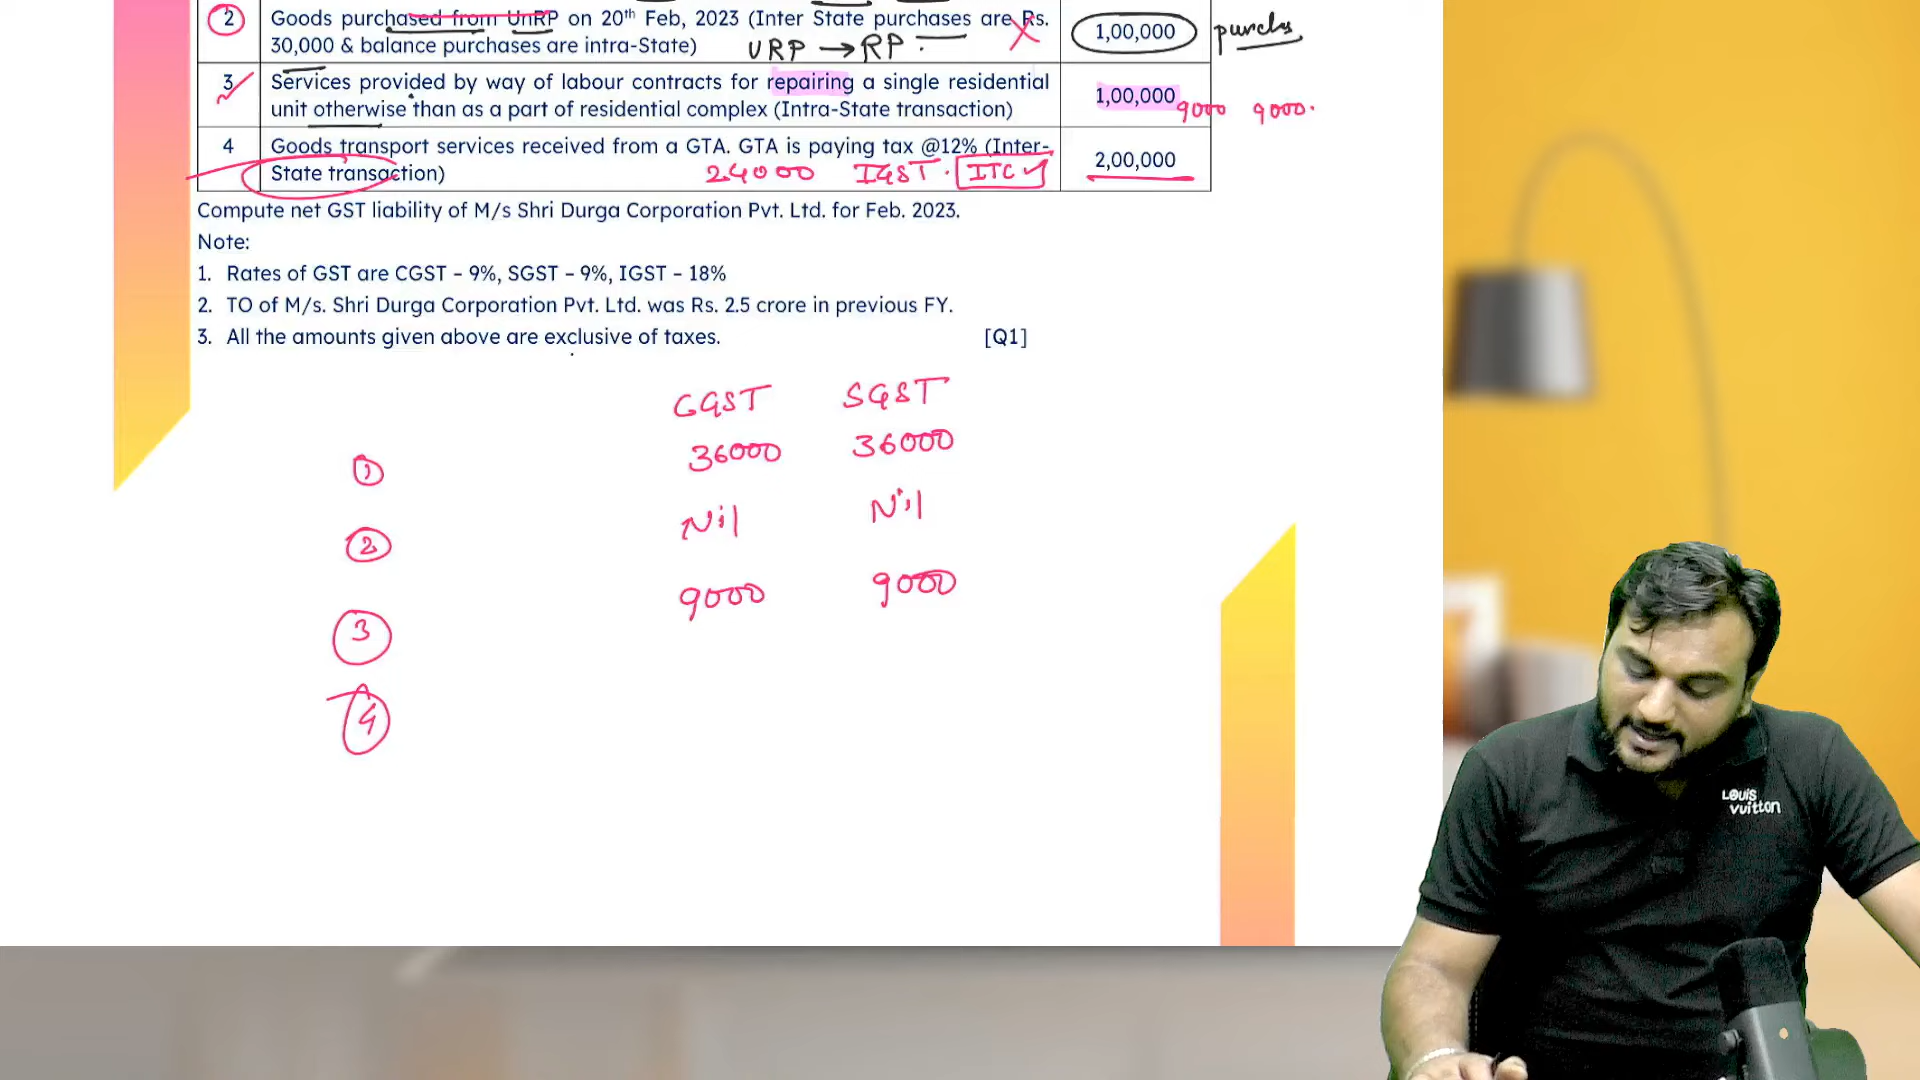 2 Goods purchased from UnRP on 20th Feb, 2023 (Inter State purchases are Rs. 30,000 & balance purchases are intra-State) 1,00,000 purchs
URP → RP.
3 Services provided by way of labour contracts for repairing a single residential
unit otherwise than as a part of residential complex (Intra-State transaction) 1,00,000 9000 9000.
4 Goods transport services received from a GTA. GTA is paying tax @12% (Inter-
State transaction) 24000 IGST. ITC ✓ 2,00,000
Compute net GST liability of M/s Shri Durga Corporation Pvt. Ltd. for Feb. 2023.
Note:
1. Rates of GST are CGST – 9%, SGST – 9%, IGST – 18%
2. TO of M/s. Shri Durga Corporation Pvt. Ltd. was Rs. 2.5 crore in previous FY.
3. All the amounts given above are exclusive of taxes. [Q1]
CGST SGST
① 36000 36000
② Nil Nil
③ 9000 9000
④
Louis
Vuitton